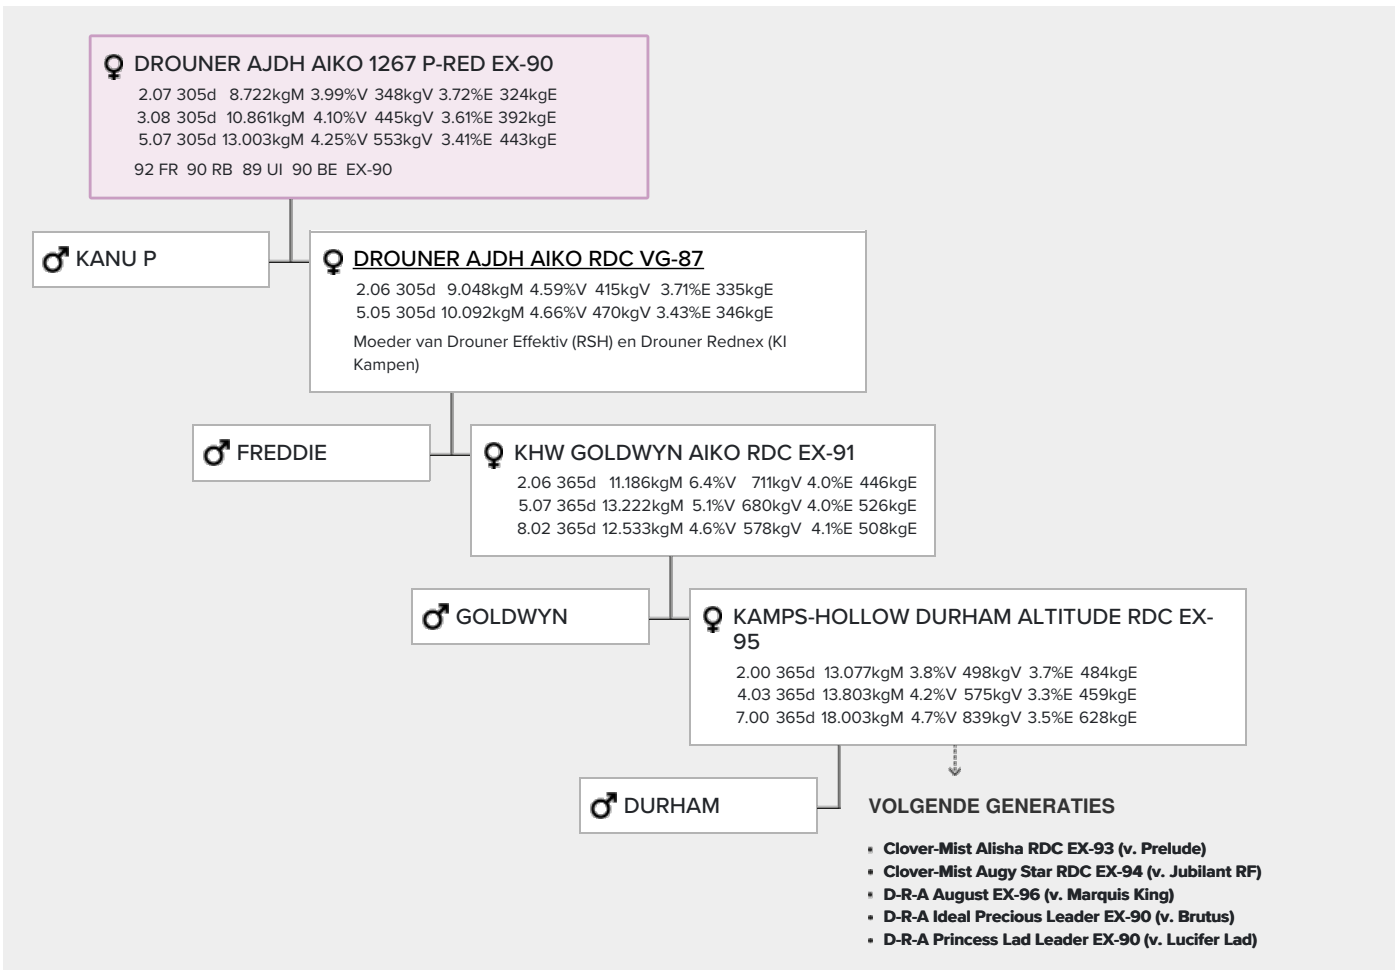 DROUNER AJDH AIKO 1267 P-RED EX-90
2.07 305d 8.722kgM 3.99%V 348kgV 3.72%E 324kgE
3.08 305d 10.861kgM 4.10%V 445kgV 3.61%E 392kgE
5.07 305d 13.003kgM 4.25%V 553kgV 3.41%E 443kgE
92 FR 90 RB 89 UI 90 BE EX-90
KANU P
DROUNER AJDH AIKO RDC VG-87
2.06 305d 9.048kgM 4.59%V 415kgV 3.71%E 335kgE
5.05 305d 10.092kgM 4.66%V 470kgV 3.43%E 346kgE
Moeder van Drouner Effektiv (RSH) en Drouner Rednex (KI
Kampen)
FREDDIE
KHW GOLDWYN AIKO RDC EX-91
2.06 365d 11.186kgM 6.4%V 711kgV 4.0%E 446kgE
5.07 365d 13.222kgM 5.1%V 680kgV 4.0%E 526kgE
8.02 365d 12.533kgM 4.6%V 578kgV 4.1%E 508kgE
GOLDWYN
KAMPS-HOLLOW DURHAM ALTITUDE RDC EX-
95
2.00 365d 13.077kgM 3.8%V 498kgV 3.7%E 484kgE
4.03 365d 13.803kgM 4.2%V 575kgV 3.3%E 459kgE
7.00 365d 18.003kgM 4.7%V 839kgV 3.5%E 628kgE
DURHAM
VOLGENDE GENERATIES
• Clover-Mist Alisha RDC EX-93 (v. Prelude)
• Clover-Mist Augy Star RDC EX-94 (v. Jubilant RF)
• D-R-A August EX-96 (v. Marquis King)
• D-R-A Ideal Precious Leader EX-90 (v. Brutus)
• D-R-A Princess Lad Leader EX-90 (v. Lucifer Lad)